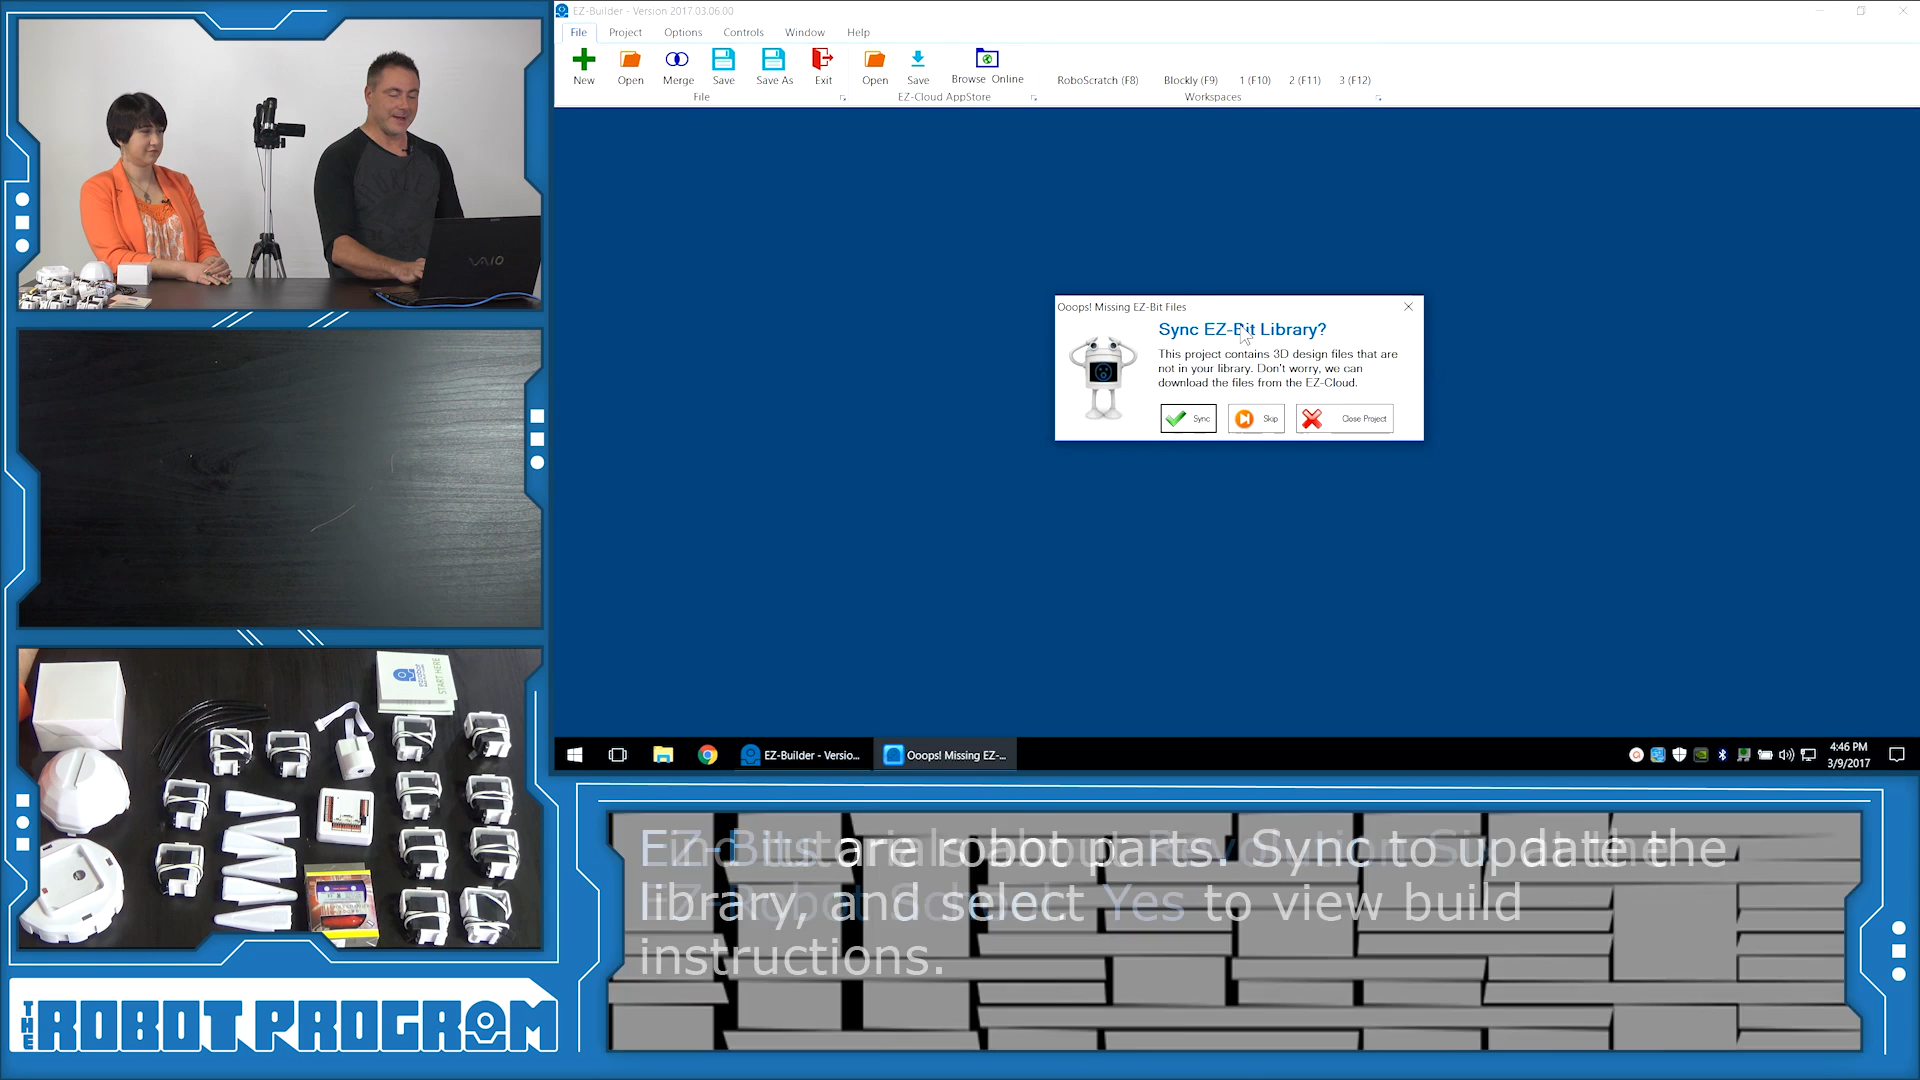 EZ-Builder - Version 2017.03.06.00
File Project Options Controls Window Help
New Open Merge Save Save As Exit Open Save Browse Online RoboScratch (F8) Blockly (F9) 1 (F10) 2 (F11) 3 (F12)
File EZ-Cloud AppStore Workspaces
VAIO
Ooops! Missing EZ-Bit Files
Sync EZ-Bit Library?
This project contains 3D design files that are
not in your library. Don't worry, we can
download the files from the EZ-Cloud.
Sync Skip Close Project
START HERE
EZ-Builder - Versio...
Ooops! Missing EZ-...
4:46 PM
3/9/2017
EZ-Bits are robot parts. Sync to update the
library, and select Yes to view build
instructions.
THE ROBOT PROGRAM